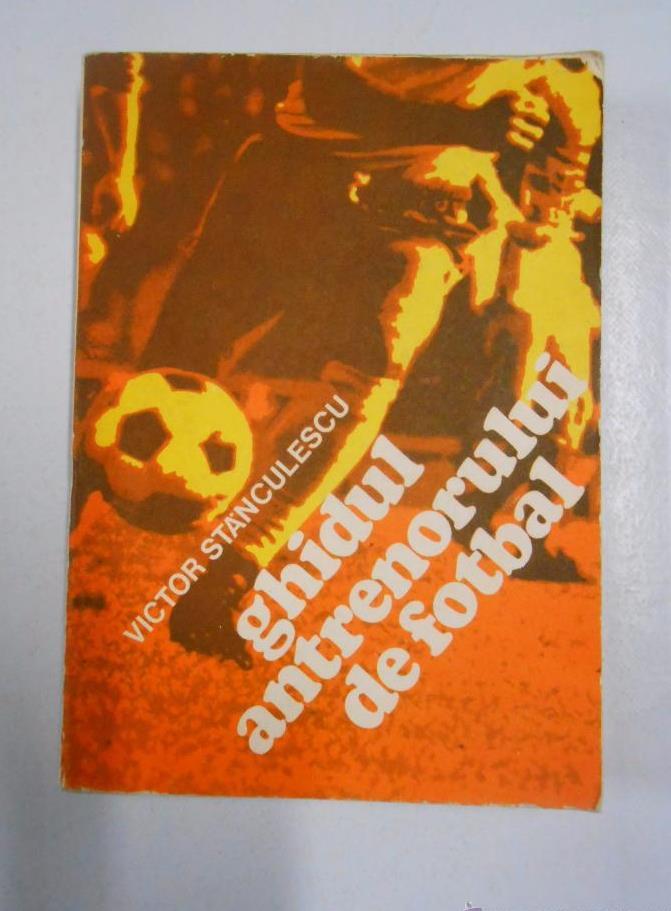 VICTOR STĂNCULESCU
ghidul
antrenorului
de fotbal